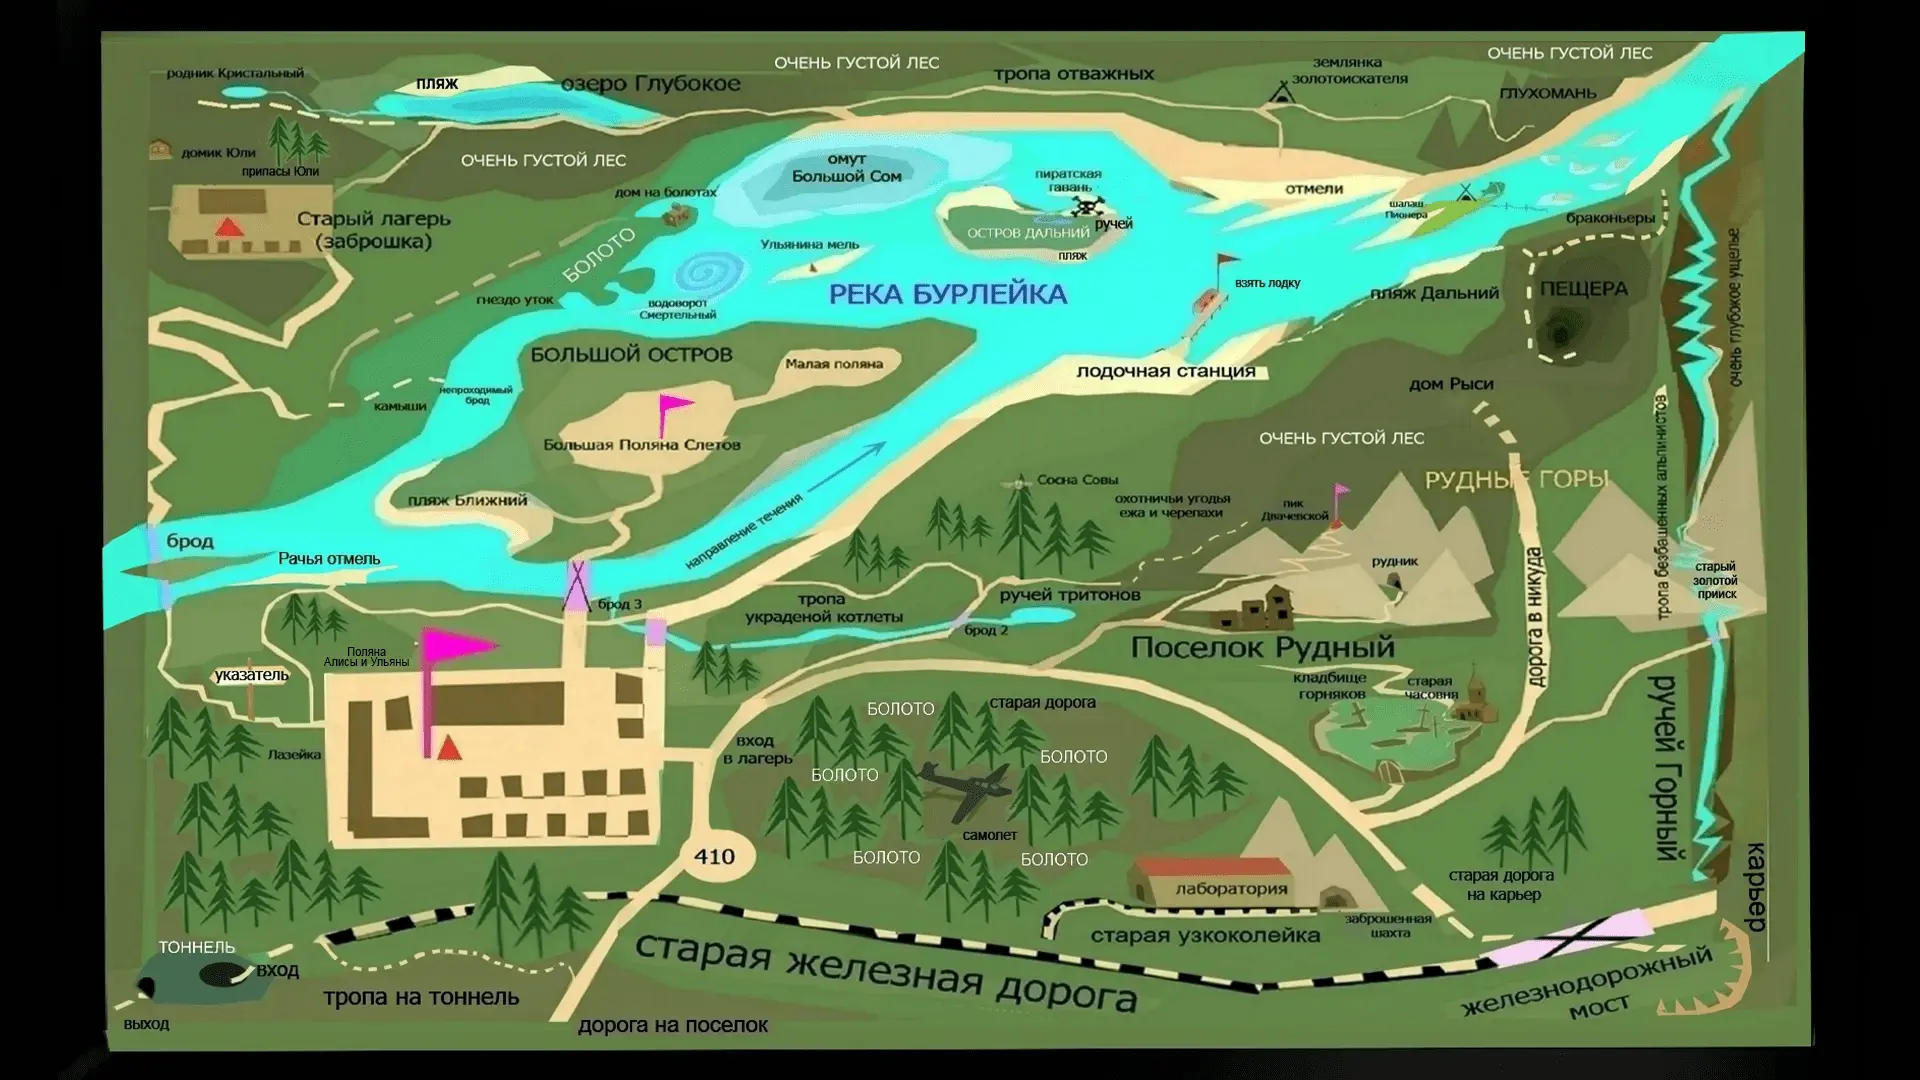 ОЧЕНЬ ГУСТОЙ ЛЕС
ОЧЕНЬ ГУСТОЙ ЛЕС
родник Кристальный
пляж
озеро Глубокое
тропа отважных
землянка
золотоискателя
ГЛУХОМАНЬ
домик Юли
припасы Юли
ОЧЕНЬ ГУСТОЙ ЛЕС
омут
Большой Сом
пиратская
гавань
отмели
дом на болотах
шалаш
Пионера
браконьеры
Старый лагерь
(заброшка)
БОЛОТО
Ульянина мель
ОСТРОВ ДАЛЬНИЙ
ручей
пляж
очень глубокое ущелье
гнездо уток
водоворот
Смертельный
РЕКА БУРЛЕЙКА
взять лодку
пляж Дальний
ПЕЩЕРА
БОЛЬШОЙ ОСТРОВ
Малая поляна
лодочная станция
дом Рыси
камыши
непроходимый
брод
Большая Поляна Слетов
ОЧЕНЬ ГУСТОЙ ЛЕС
тропа безбашенных альпинистов
пляж Ближний
направление течения
Сосна Совы
охотничьи угодья
ежа и черепахи
пик
Двачевской
РУДНЫЕ ГОРЫ
брод
Рачья отмель
рудник
старый
золотой
прииск
брод 3
тропа
украденой котлеты
ручей тритонов
брод 2
дорога в никуда
Поляна
Алисы и Ульяны
указатель
Поселок Рудный
кладбище
горняков
старая
часовня
Лазейка
вход
в лагерь
БОЛОТО
старая дорога
БОЛОТО
БОЛОТО
ручей Горный
самолет
410
БОЛОТО
БОЛОТО
лаборатория
старая дорога
на карьер
карьер
заброшенная
шахта
старая узкоколейка
ТОННЕЛЬ
вход
старая железная дорога
железнодорожный
мост
тропа на тоннель
выход
дорога на поселок